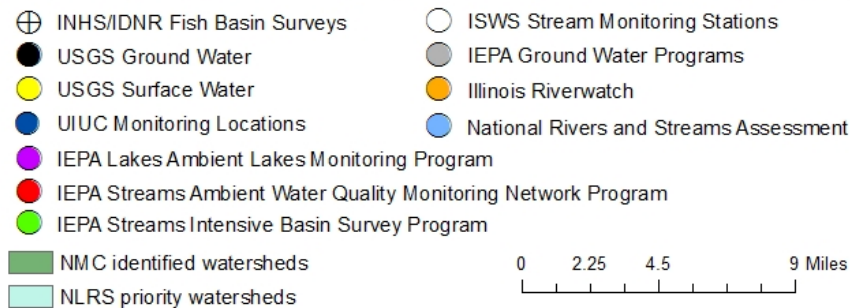 INHS/IDNR Fish Basin Surveys
USGS Ground Water
USGS Surface Water
UIUC Monitoring Locations
IEPA Lakes Ambient Lakes Monitoring Program
IEPA Streams Ambient Water Quality Monitoring Network Program
IEPA Streams Intensive Basin Survey Program
ISWS Stream Monitoring Stations
IEPA Ground Water Programs
Illinois Riverwatch
National Rivers and Streams Assessment
NMC identified watersheds
NLRS priority watersheds
0 2.25 4.5 9 Miles